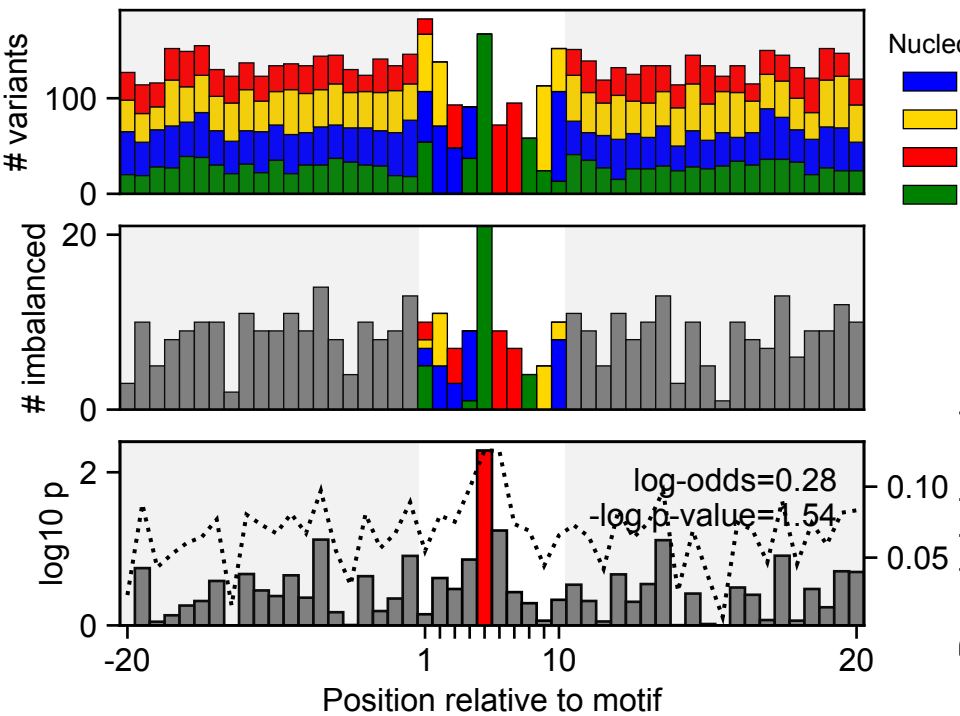 # variants
100
0
Nucleo
# imbalanced
20
0
log10 p
2
0
log-odds=0.28
-log p-value=1.54
0.10
0.05
-20
1
10
20
Position relative to motif